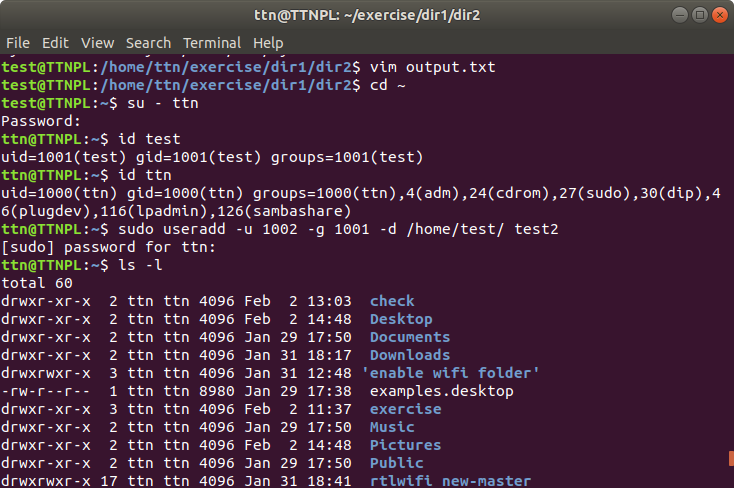 ttn@TTNPL: ~/exercise/dir1/dir2
File Edit View Search Terminal Help
test@TTNPL:/home/ttn/exercise/dir1/dir2$ vim output.txt
test@TTNPL:/home/ttn/exercise/dir1/dir2$ cd ~
test@TTNPL:~$ su - ttn
Password:
ttn@TTNPL:~$ id test
uid=1001(test) gid=1001(test) groups=1001(test)
ttn@TTNPL:~$ id ttn
uid=1000(ttn) gid=1000(ttn) groups=1000(ttn),4(adm),24(cdrom),27(sudo),30(dip),4
6(plugdev),116(lpadmin),126(sambashare)
ttn@TTNPL:~$ sudo useradd -u 1002 -g 1001 -d /home/test/ test2
[sudo] password for ttn:
ttn@TTNPL:~$ ls -l
total 60
drwxr-xr-x  2 ttn ttn 4096 Feb  2 13:03  check
drwxr-xr-x  2 ttn ttn 4096 Feb  2 14:48  Desktop
drwxr-xr-x  2 ttn ttn 4096 Jan 29 17:50  Documents
drwxr-xr-x  2 ttn ttn 4096 Jan 31 18:17  Downloads
drwxrwxr-x  3 ttn ttn 4096 Jan 31 12:48 'enable wifi folder'
-rw-r--r--  1 ttn ttn 8980 Jan 29 17:38  examples.desktop
drwxr-xr-x  3 ttn ttn 4096 Feb  2 11:37  exercise
drwxr-xr-x  2 ttn ttn 4096 Jan 29 17:50  Music
drwxr-xr-x  2 ttn ttn 4096 Feb  2 14:48  Pictures
drwxr-xr-x  2 ttn ttn 4096 Jan 29 17:50  Public
drwxrwxr-x 17 ttn ttn 4096 Jan 31 18:41  rtlwifi_new-master